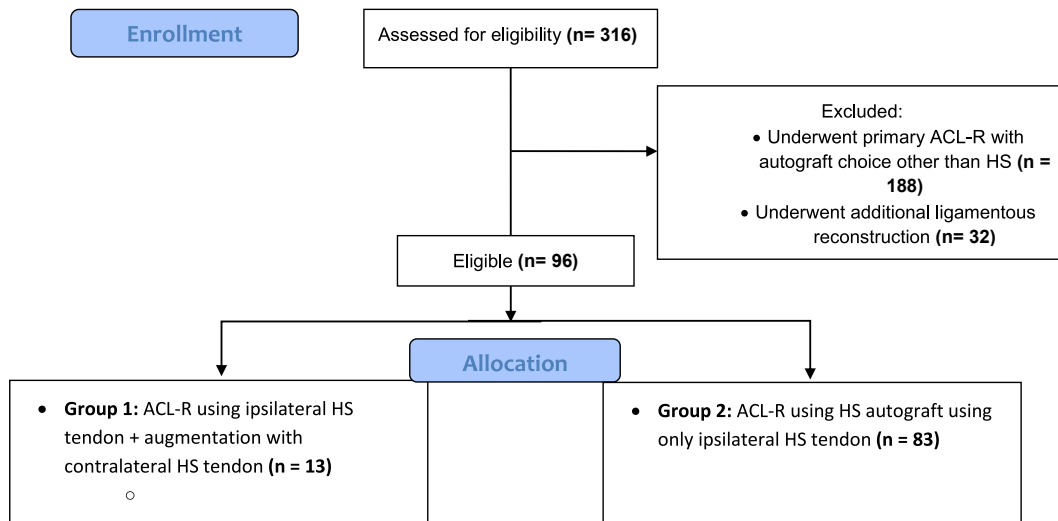 Enrollment
Assessed for eligibility (n= 316)
Excluded:
• Underwent primary ACL-R with
autograft choice other than HS (n =
188)
• Underwent additional ligamentous
reconstruction (n= 32)
Eligible (n= 96)
Allocation
• Group 1: ACL-R using ipsilateral HS
tendon + augmentation with
contralateral HS tendon (n = 13)
○
• Group 2: ACL-R using HS autograft using
only ipsilateral HS tendon (n = 83)